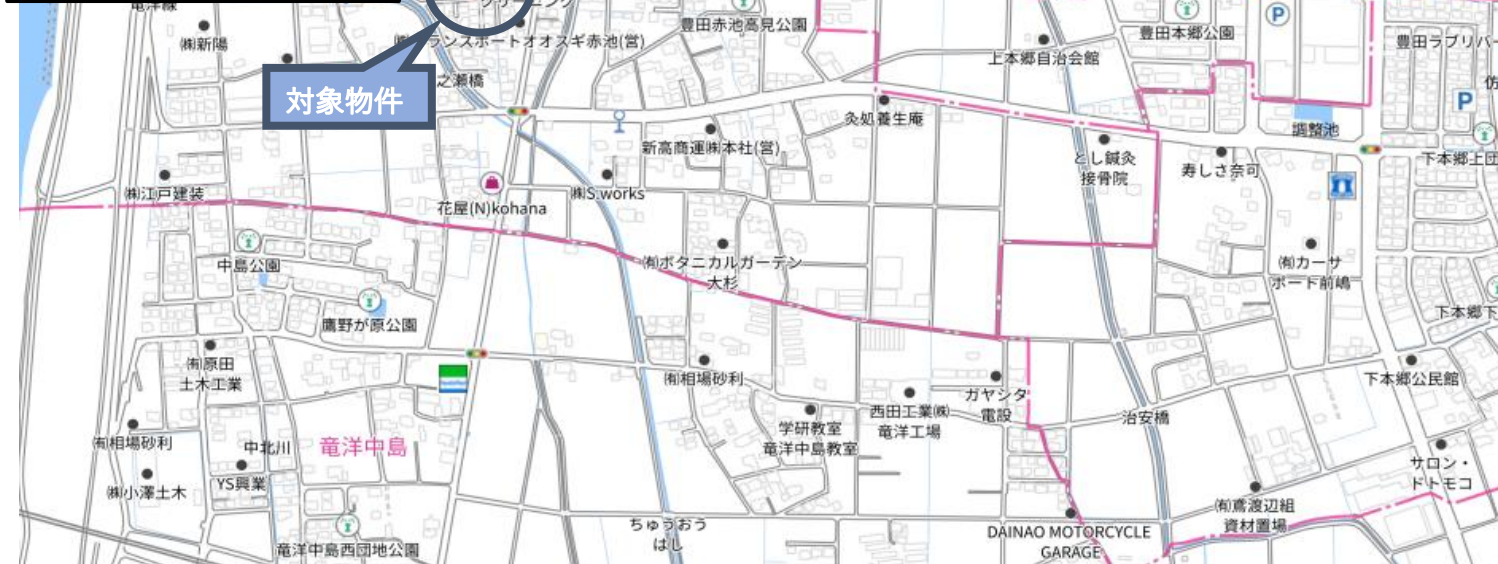 竜洋線
クリーニング
㈱新陽
ランスポートオオスギ赤池(営)
豊田赤池高見公園
上本郷自治会館
豊田本郷公園
P
豊田ラブリバー
之瀬橋
対象物件
P
灸処養生庵
調整池
新高商運㈱本社(営)
とし鍼灸
接骨院
寿しさ奈可
下本郷上団
㈱江戸建装
㈱S.works
花屋(N)kohana
中島公園
㈲ボタニカルガーデン
大杉
㈲カーサ
ポート前嶋
鷹野が原公園
下本郷下
㈲原田
土木工業
㈲相場砂利
下本郷公民館
ガヤシタ
電設
西田工業㈱
竜洋工場
治安橋
学研教室
竜洋中島教室
㈲相場砂利
中北川
竜洋中島
サロン・
ドトモコ
YS興業
㈱小澤土木
㈲鳶渡辺組
資材置場
ちゅうおう
はし
DAINAO MOTORCYCLE
GARAGE
竜洋中島西団地公園